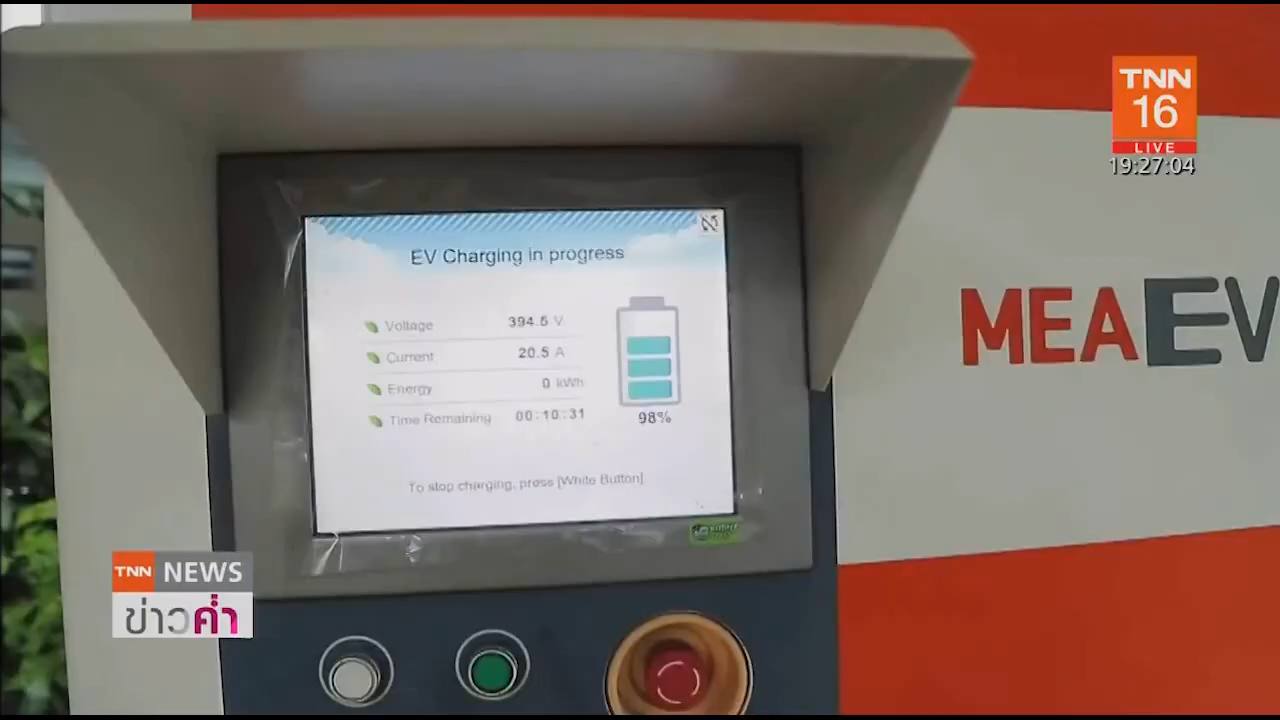 TNN
16
LIVE
19:27:04
EV Charging in progress
Voltage 394.5 V
Current 20.5 A
Energy 0 kWh
Time Remaining 00:10:31
98%
To stop charging, press [White Button]
MEA EV
TNN NEWS
ข่าวค่ำ